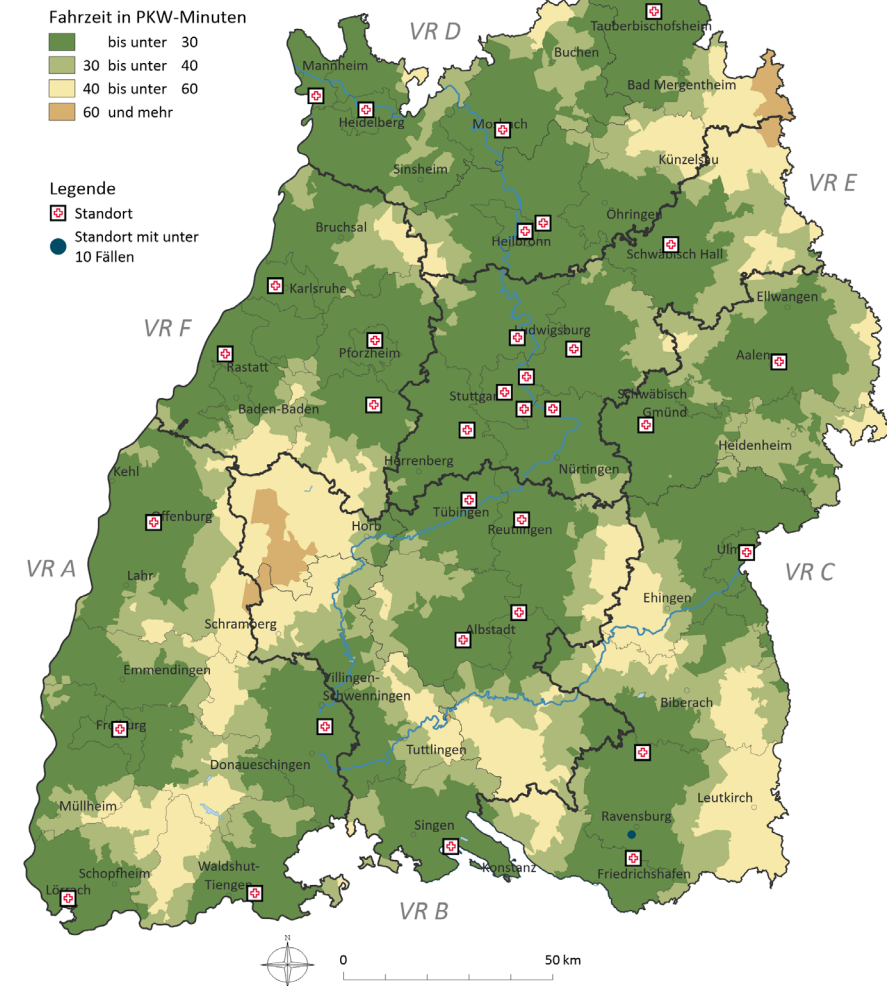 Fahrzeit in PKW-Minuten
bis unter 30
30 bis unter 40
40 bis unter 60
60 und mehr
Legende
Standort
Standort mit unter
10 Fällen
VR D
Tauberbischofsheim
Buchen
Mannheim
Bad Mergentheim
Heidelberg
Mosbach
Künzelsau
Sinsheim
VR E
Öhringen
Bruchsal
Heilbronn
Schwäbisch Hall
Karlsruhe
Ellwangen
VR F
Ludwigsburg
Pforzheim
Aalen
Rastatt
Stuttgart
Schwäbisch
Gmünd
Baden-Baden
Heidenheim
Herrenberg
Kehl
Nürtingen
Tübingen
Offenburg
Horb
Reutlingen
Ulm
VR A
Lahr
VR C
Ehingen
Schramberg
Albstadt
Emmendingen
Villingen-
Schwenningen
Biberach
Freiburg
Tuttlingen
Donaueschingen
Leutkirch
Müllheim
Ravensburg
Singen
Waldshut-
Tiengen
Schopfheim
Konstanz
Friedrichshafen
Lörrach
VR B
N
0 50 km